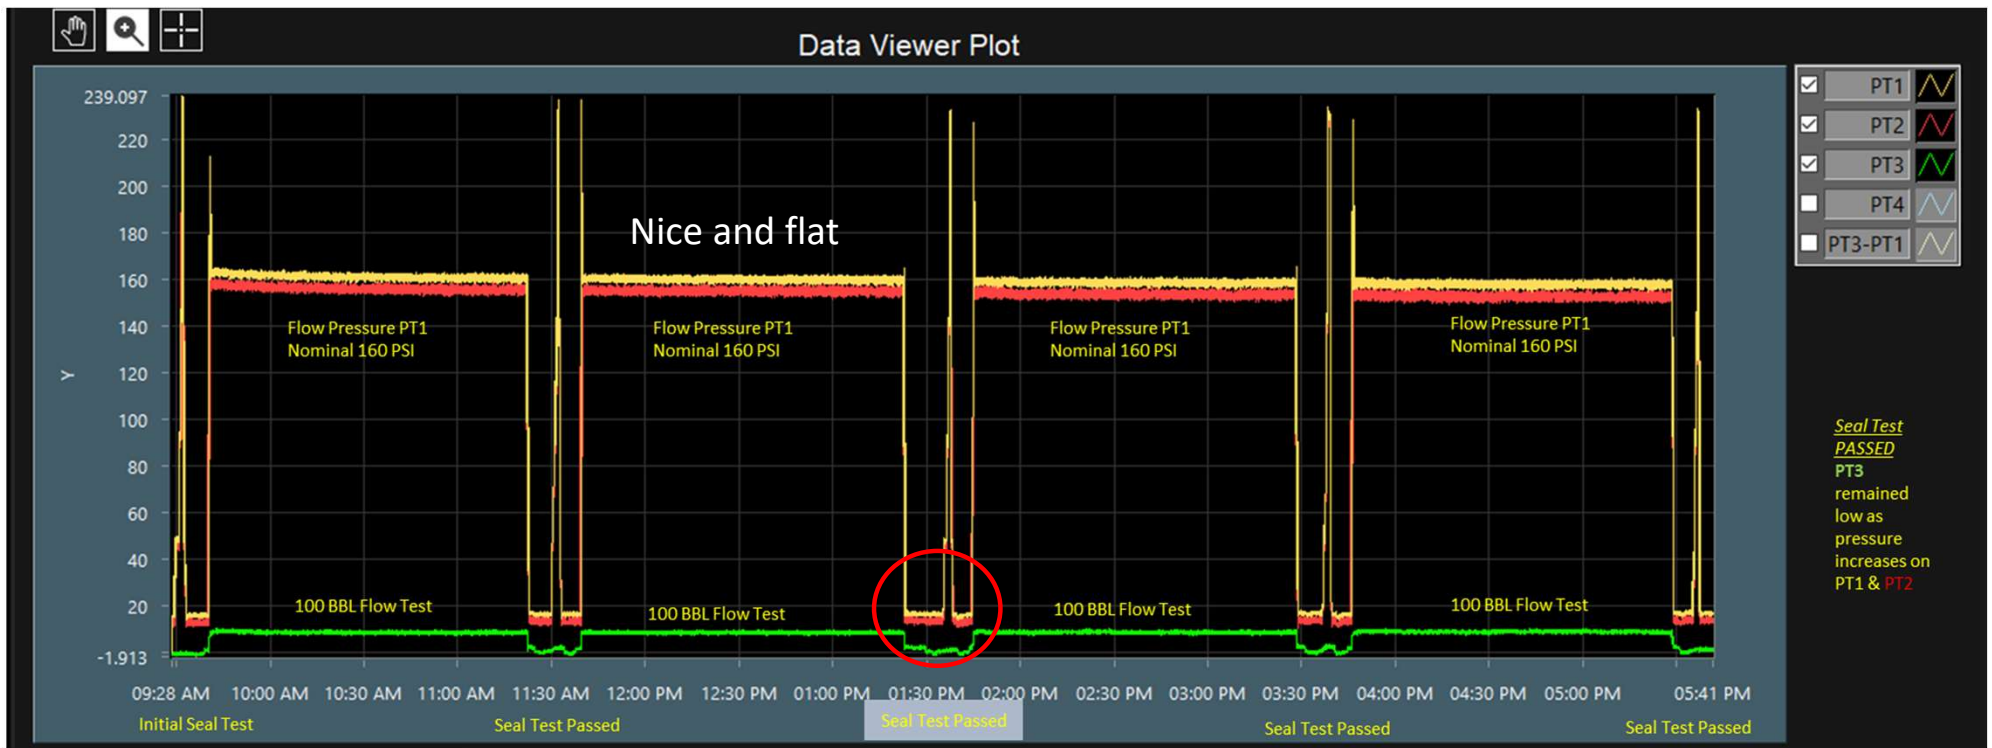 Data Viewer Plot
PT1
PT2
PT3
PT4
PT3-PT1
239.097
220
200
180
160
140
120
100
80
60
40
20
-1.913
Y
Nice and flat
Flow Pressure PT1
Nominal 160 PSI
Flow Pressure PT1
Nominal 160 PSI
Flow Pressure PT1
Nominal 160 PSI
Flow Pressure PT1
Nominal 160 PSI
100 BBL Flow Test
100 BBL Flow Test
100 BBL Flow Test
100 BBL Flow Test
Seal Test
PASSED
PT3
remained
low as
pressure
increases on
PT1 & PT2
09:28 AM 10:00 AM 10:30 AM 11:00 AM 11:30 AM 12:00 PM 12:30 PM 01:00 PM 01:30 PM 02:00 PM 02:30 PM 03:00 PM 03:30 PM 04:00 PM 04:30 PM 05:00 PM 05:41 PM
Initial Seal Test
Seal Test Passed
Seal Test Passed
Seal Test Passed
Seal Test Passed